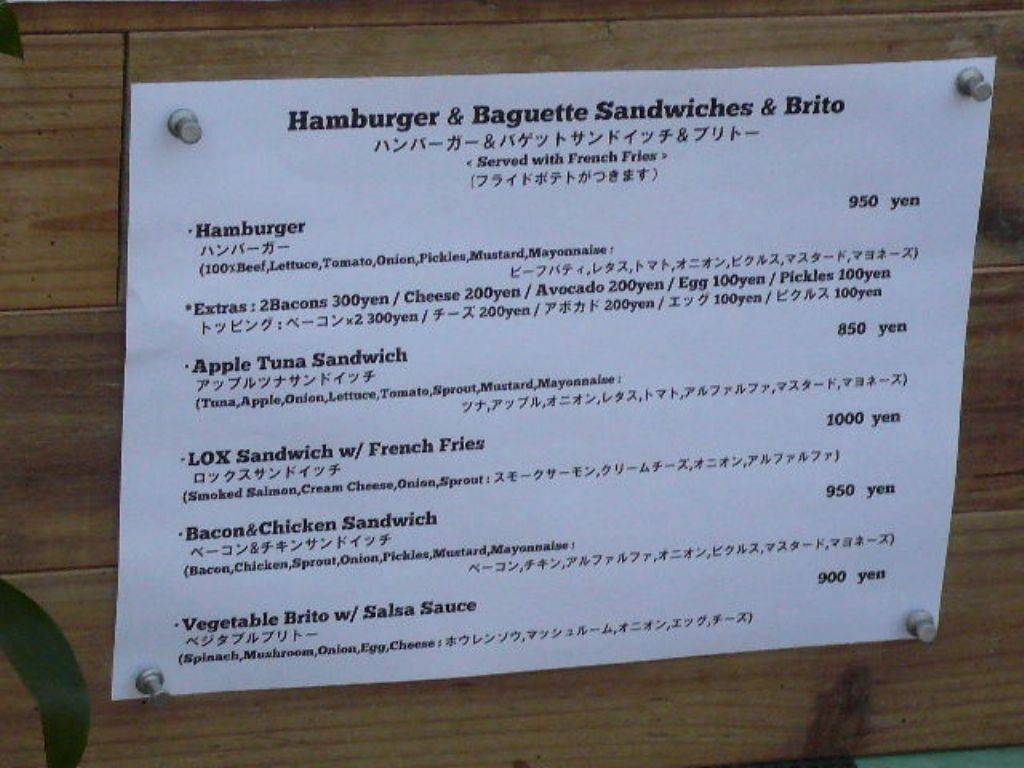 Hamburger & Baguette Sandwiches & Brito
ハンバーガー&バゲットサンドイッチ&ブリトー
< Served with French Fries >
(フライドポテトがつきます)
950 yen
・Hamburger
ハンバーガー
(100%Beef,Lettuce,Tomato,Onion,Pickles,Mustard,Mayonnaise :
ビーフパティ,レタス,トマト,オニオン,ピクルス,マスタード,マヨネーズ)
*Extras : 2Bacons 300yen / Cheese 200yen / Avocado 200yen / Egg 100yen / Pickles 100yen
トッピング : ベーコン×2 300yen / チーズ 200yen / アボカド 200yen / エッグ 100yen / ピクルス 100yen
850 yen
・Apple Tuna Sandwich
アップルツナサンドイッチ
(Tuna,Apple,Onion,Lettuce,Tomato,Sprout,Mustard,Mayonnaise :
ツナ,アップル,オニオン,レタス,トマト,アルファルファ,マスタード,マヨネーズ)
1000 yen
・LOX Sandwich w/ French Fries
ロックスサンドイッチ
(Smoked Salmon,Cream Cheese,Onion,Sprout : スモークサーモン,クリームチーズ,オニオン,アルファルファ)
950 yen
・Bacon&Chicken Sandwich
ベーコン&チキンサンドイッチ
(Bacon,Chicken,Sprout,Onion,Pickles,Mustard,Mayonnaise :
ベーコン,チキン,アルファルファ,オニオン,ピクルス,マスタード,マヨネーズ)
900 yen
・Vegetable Brito w/ Salsa Sauce
ベジタブルブリトー
(Spinach,Mushroom,Onion,Egg,Cheese : ホウレンソウ,マッシュルーム,オニオン,エッグ,チーズ)